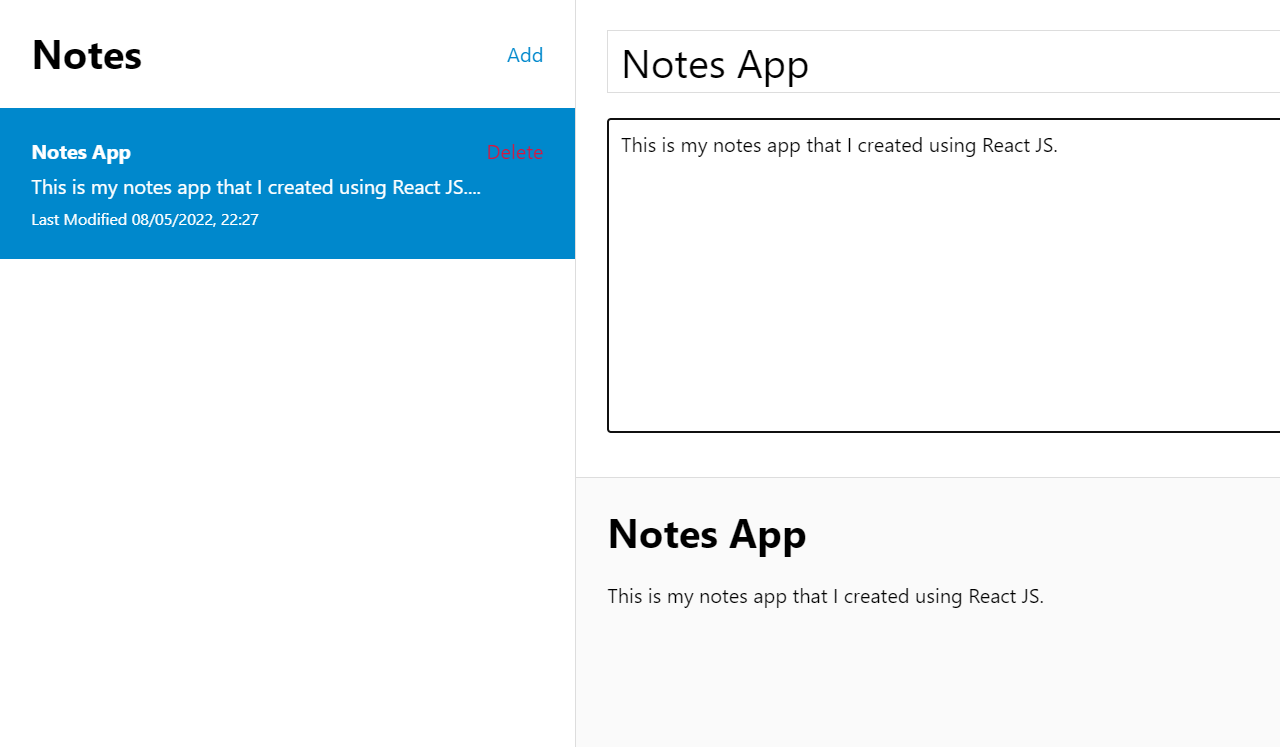 Notes
Add
Notes App
Delete
This is my notes app that I created using React JS....
Last Modified 08/05/2022, 22:27
Notes App
This is my notes app that I created using React JS.
Notes App
This is my notes app that I created using React JS.